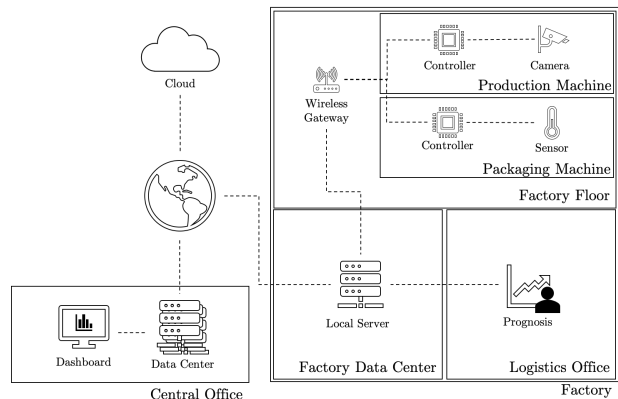 Cloud
Wireless
Gateway
Controller
Camera
Production Machine
Controller
Sensor
Packaging Machine
Factory Floor
Local Server
Factory Data Center
Prognosis
Logistics Office
Factory
Dashboard
Data Center
Central Office